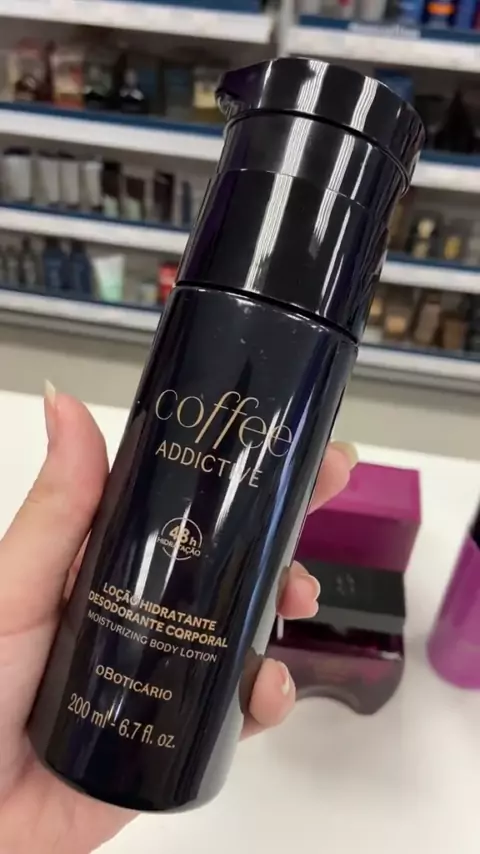 coffee
ADDICTIVE
48h
HIDRATAÇÃO
LOÇÃO HIDRATANTE
DESODORANTE CORPORAL
MOISTURIZING BODY LOTION
OBOTICÁRIO
200 ml - 6.7 fl. oz.